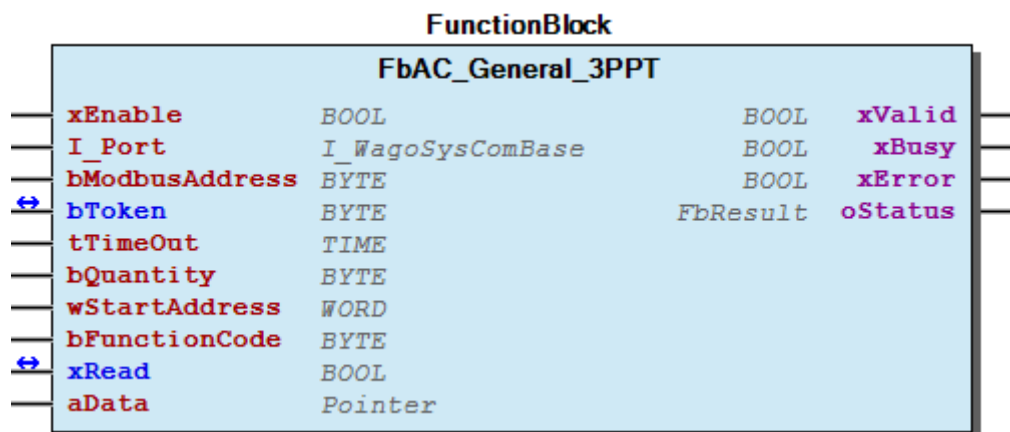 FunctionBlock
FbAC_General_3PPT
xEnable BOOL BOOL xValid
I_Port I_WagoSysComBase BOOL xBusy
bModbusAddress BYTE BOOL xError
bToken BYTE FbResult oStatus
tTimeOut TIME
bQuantity BYTE
wStartAddress WORD
bFunctionCode BYTE
xRead BOOL
aData Pointer